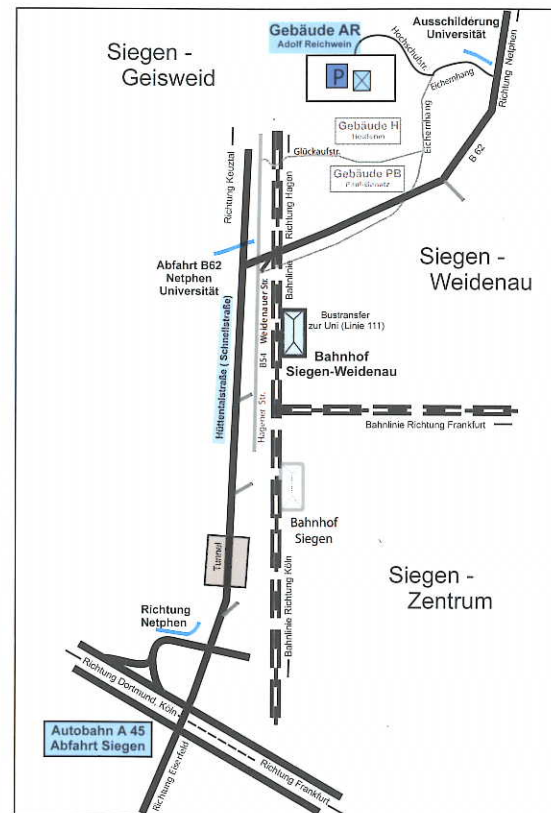 Siegen -
Geisweid
Gebäude AR
Adolf Reichwein
Ausschilderung
Universität
P
Hochschulstr.
Eichernhang
Richtung Netphen
Gebäude H
Eichernhang
Glückaufstr.
Gebäude PB
B 62
Richtung Keuztal
Richtung Hagen
Bahnlinie
Abfahrt B62
Netphen
Universität
Siegen -
Weidenau
Hüttentalstraße ( Schnellstraße)
Hagener Str.
B54
Weidenauer Str.
Bustransfer
zur Uni (Linie 111)
Bahnhof
Siegen-Weidenau
Bahnlinie Richtung Frankfurt
Bahnhof
Siegen
Tunnel
Bahnlinie Richtung Köln
Siegen -
Zentrum
Richtung
Netphen
Richtung Dortmund, Köln
Autobahn A 45
Abfahrt Siegen
Richtung Eiserfeld
Richtung Frankfurt